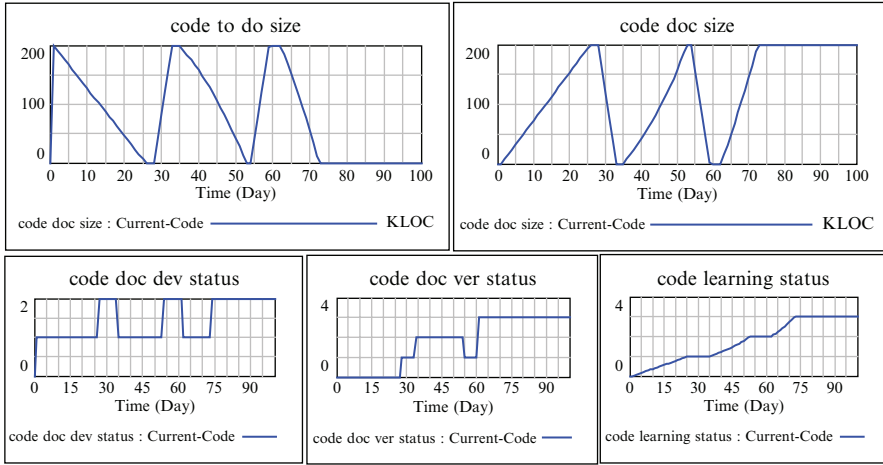 code to do size
200
100
0
0 10 20 30 40 50 60 70 80 90 100
Time (Day)
code doc size : Current-Code KLOC
code doc size
200
100
0
0 10 20 30 40 50 60 70 80 90 100
Time (Day)
code doc size : Current-Code KLOC
code doc dev status
2
0
0 15 30 45 60 75 90
Time (Day)
code doc dev status : Current-Code
code doc ver status
4
0
0 15 30 45 60 75 90
Time (Day)
code doc ver status : Current-Code
code learning status
4
0
0 15 30 45 60 75 90
Time (Day)
code learning status : Current-Code